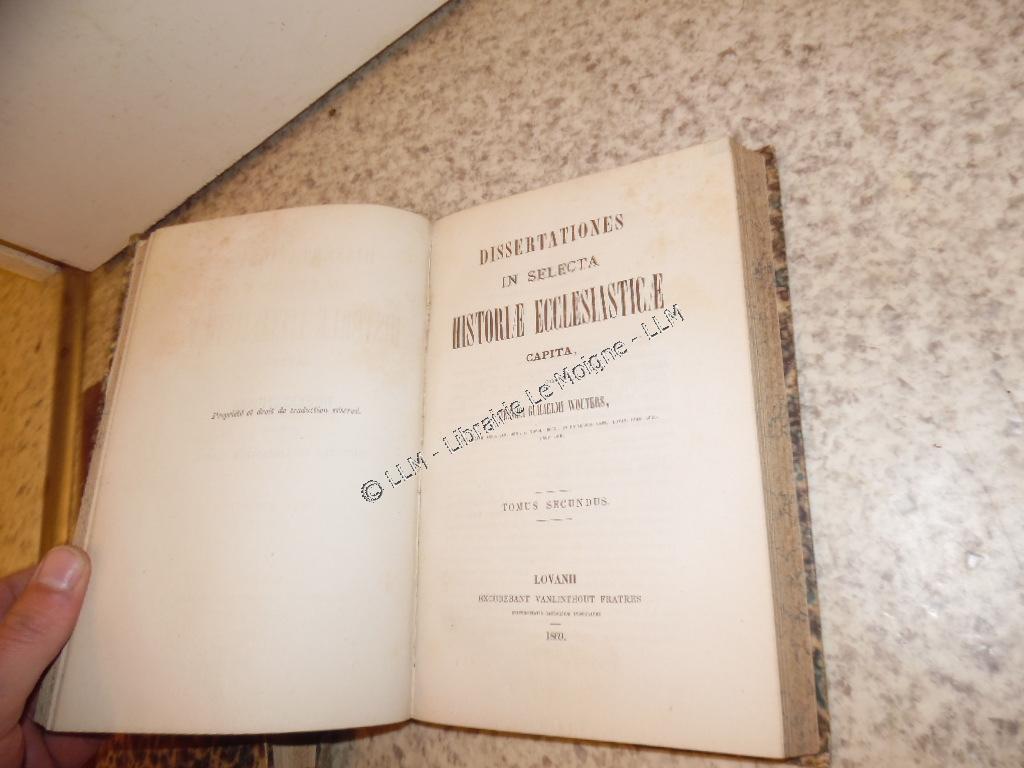 Propriété et droit de traduction réservé.
DISSERTATIONES
IN SELECTA
HISTORIÆ ECCLESIASTICÆ
CAPITA,
GUILIELMI WOUTERS,
TOMUS SECUNDUS.
LOVANII
EXCUDEBANT VANLINTHOUT FRATRES
© LLM - Librairie Le Moigne - LLM